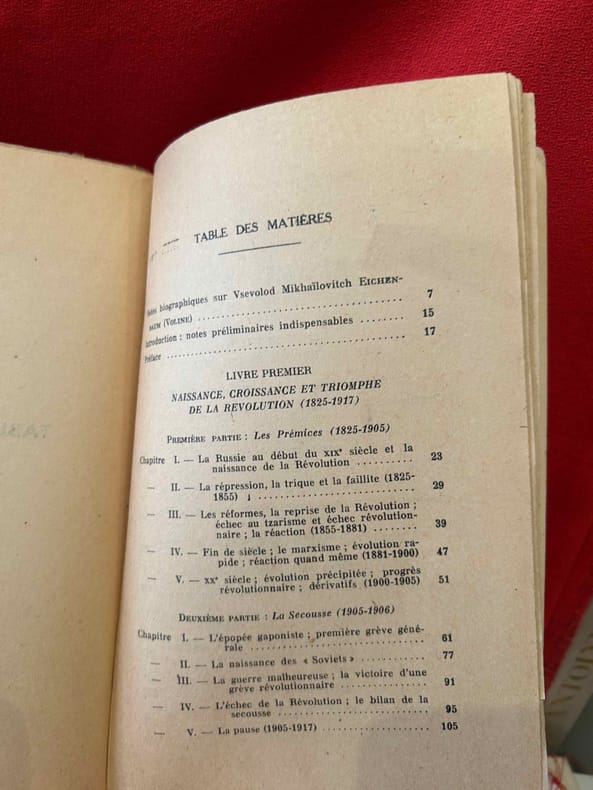 TABLE DES MATIÈRES
Notes biographiques sur Vsevolod Mikhaïlovitch EICHEN-
BAUM (VOLINE) .................... 7
Introduction : notes préliminaires indispensables ........ 15
Préface .................... 17
LIVRE PREMIER
NAISSANCE, CROISSANCE ET TRIOMPHE
DE LA REVOLUTION (1825-1917)
PREMIÈRE PARTIE : Les Prémices (1825-1905)
Chapitre I. — La Russie au début du XIXe siècle et la
naissance de la Révolution .......... 23
— II. — La répression, la trique et la faillite (1825-
1855) .................... 29
— III. — Les réformes, la reprise de la Révolution ;
échec au tzarisme et échec révolution-
naire ; la réaction (1855-1881) ........ 39
— IV. — Fin de siècle ; le marxisme ; évolution ra-
pide ; réaction quand même (1881-1900) 47
— V. — XXe siècle ; évolution précipitée ; progrès
révolutionnaire ; dérivatifs (1900-1905) 51
DEUXIÈME PARTIE : La Secousse (1905-1906)
Chapitre I. — L'épopée gaponiste ; première grève géné-
rale .................... 61
— II. — La naissance des « Soviets » ............ 77
— III. — La guerre malheureuse ; la victoire d'une
grève révolutionnaire .............. 91
— IV. — L'échec de la Révolution ; le bilan de la
secousse .................... 95
— V. — La pause (1905-1917) .................... 105